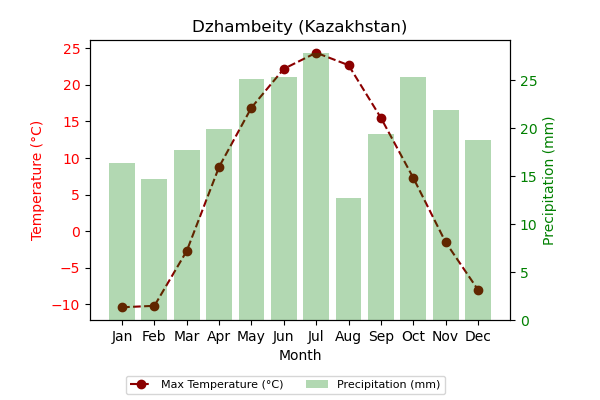 Dzhambeity (Kazakhstan)
Temperature (°C)
25
20
15
10
5
0
−5
−10
Precipitation (mm)
25
20
15
10
5
0
Jan Feb Mar Apr May Jun Jul Aug Sep Oct Nov Dec
Month
Max Temperature (°C) Precipitation (mm)